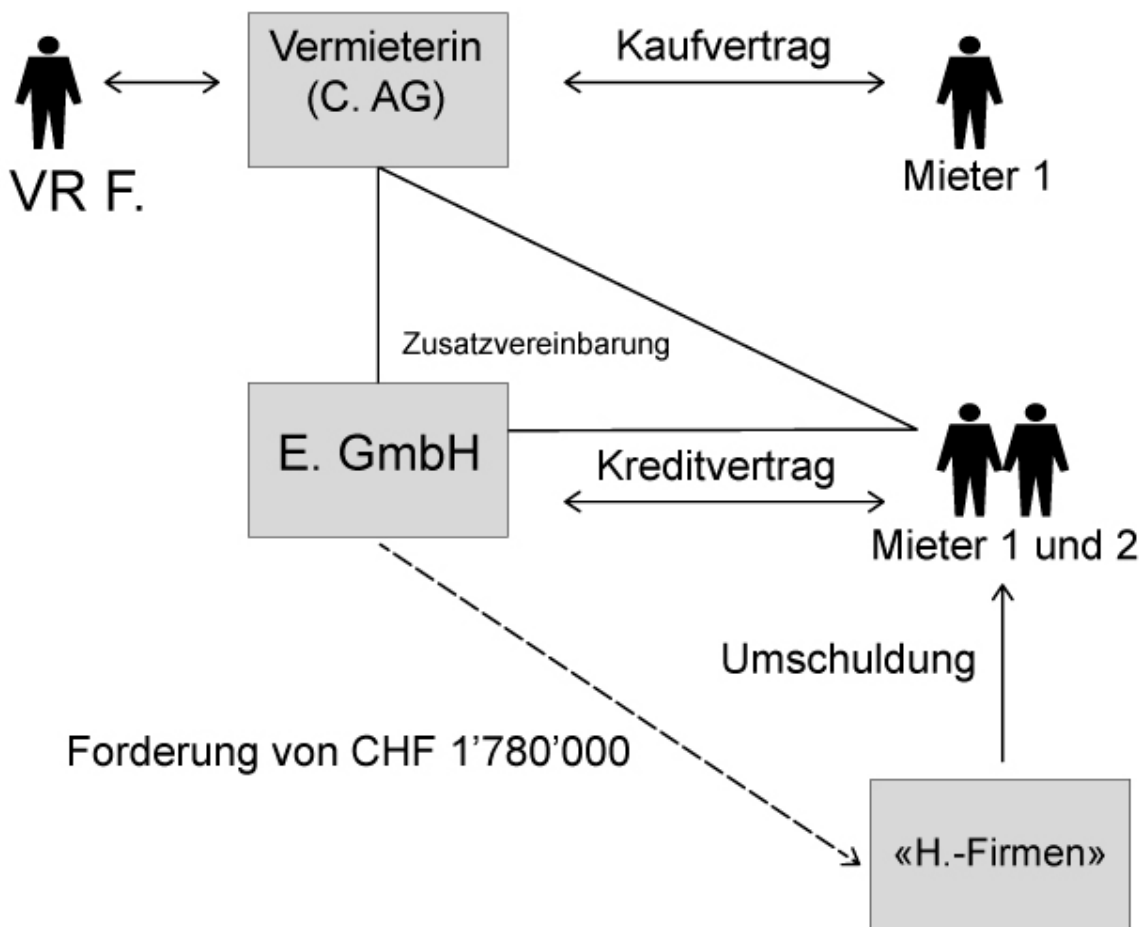 Vermieterin
(C. AG)
Kaufvertrag
VR F.
Mieter 1
Zusatzvereinbarung
E. GmbH
Kreditvertrag
Mieter 1 und 2
Umschuldung
Forderung von CHF 1’780’000
«H.-Firmen»